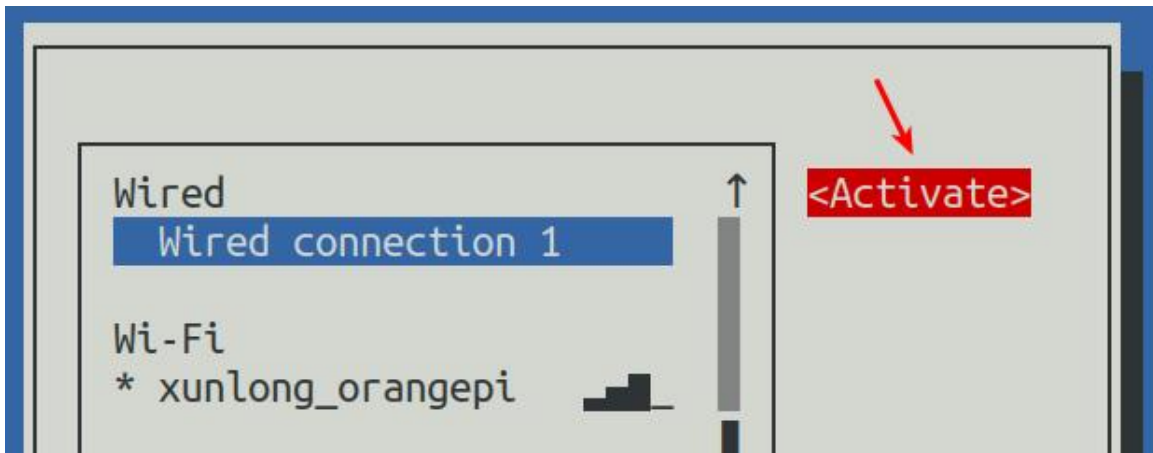 Wired
<Activate>
Wired connection 1
Wi-Fi
* xunlong_orangepi